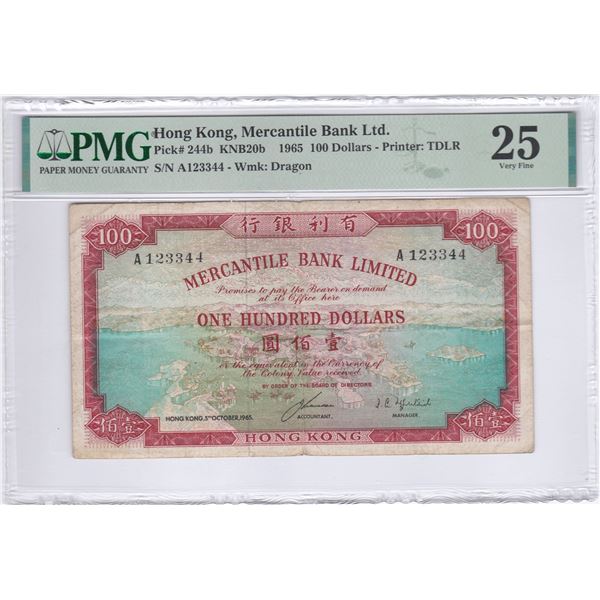 PMG
PAPER MONEY GUARANTY
Hong Kong, Mercantile Bank Ltd.
Pick# 244b KNB20b 1965 100 Dollars - Printer: TDLR
S/N A123344 - Wmk: Dragon
25
Very Fine
行銀利有
100
100
A 123344
A 123344
MERCANTILE BANK LIMITED
Promises to pay the Bearer on demand
at its Office here
ONE HUNDRED DOLLARS
圓佰壹
or the equivalent in the Currency of
the Colony, Value received.
BY ORDER OF THE BOARD OF DIRECTORS
HONG KONG, 5TH OCTOBER, 1965.
ACCOUNTANT.
MANAGER.
佰壹
佰壹
HONG KONG